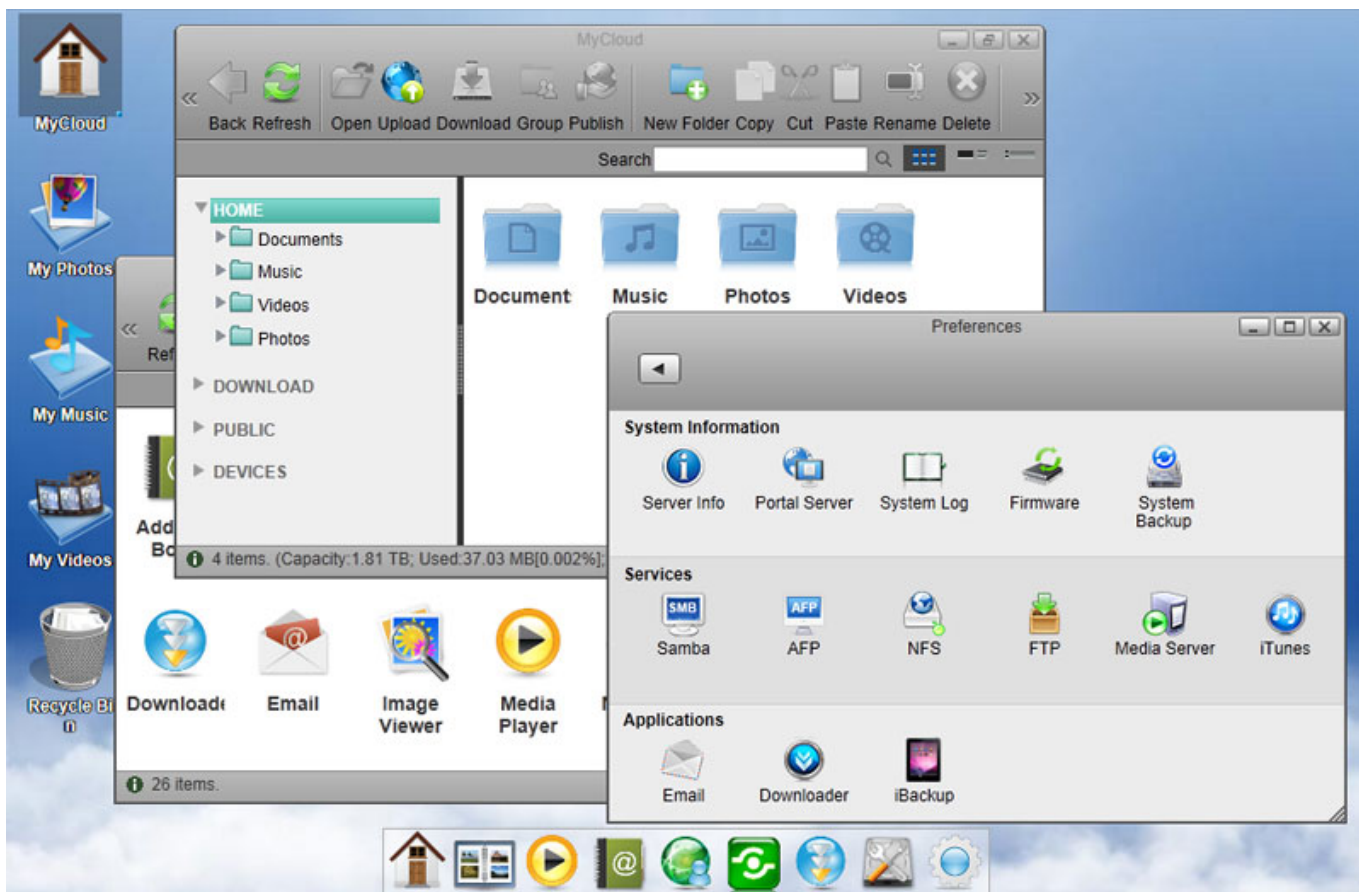 MyCloud
My Photos
My Music
My Videos
Recycle Bi
n
MyCloud
Back Refresh Open Upload Download Group Publish New Folder Copy Cut Paste Rename Delete
Search
HOME
Documents
Music
Videos
Photos
DOWNLOAD
PUBLIC
DEVICES
Document
Music
Photos
Videos
4 items. (Capacity:1.81 TB; Used:37.03 MB[0.002%];
Ref
Add
Bo
Downloade
Email
Image
Viewer
Media
Player
26 items.
Preferences
System Information
Server Info
Portal Server
System Log
Firmware
System
Backup
Services
SMB
Samba
AFP
AFP
NFS
FTP
Media Server
iTunes
Applications
Email
Downloader
iBackup